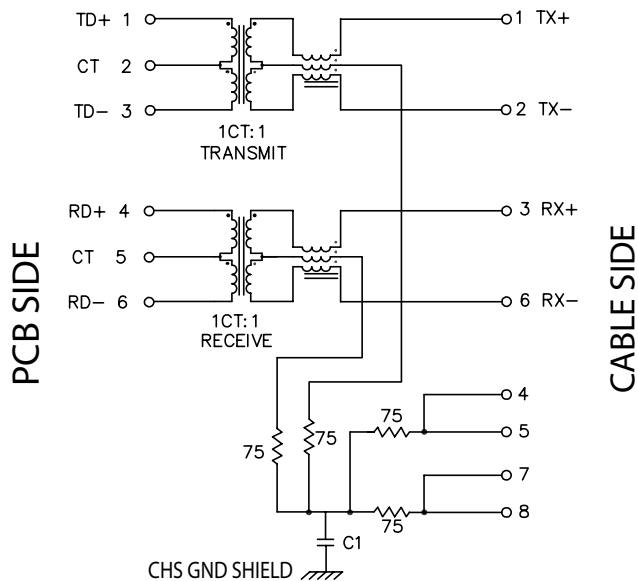 TD+ 1
1 TX+
CT 2
TD- 3
2 TX-
1CT:1
TRANSMIT
RD+ 4
3 RX+
CT 5
RD- 6
6 RX-
1CT:1
RECEIVE
PCB SIDE
CABLE SIDE
4
75
5
75
75
7
8
75
C1
CHS GND SHIELD